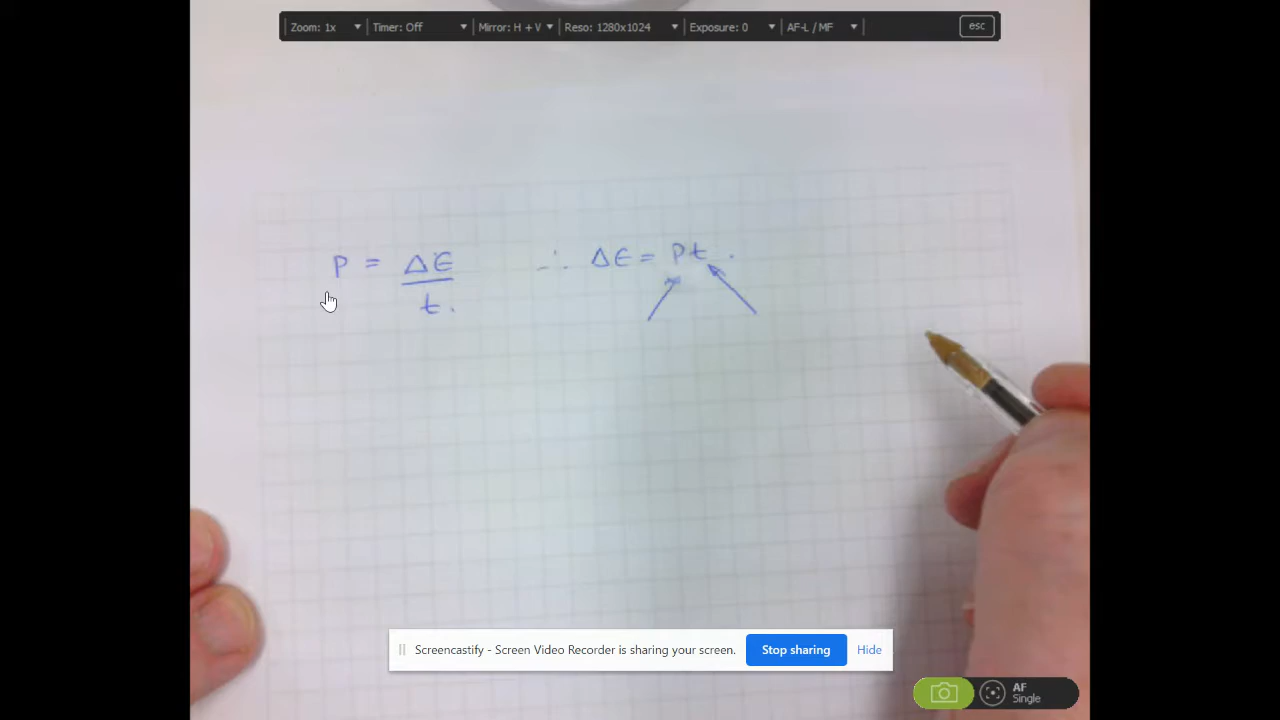 Zoom: 1x Timer: Off Mirror: H + V Reso: 1280x1024 Exposure: 0 AF-L / MF esc
P = ΔE / t. ∴ ΔE = Pt.
Screencastify - Screen Video Recorder is sharing your screen. Stop sharing Hide
AF
Single